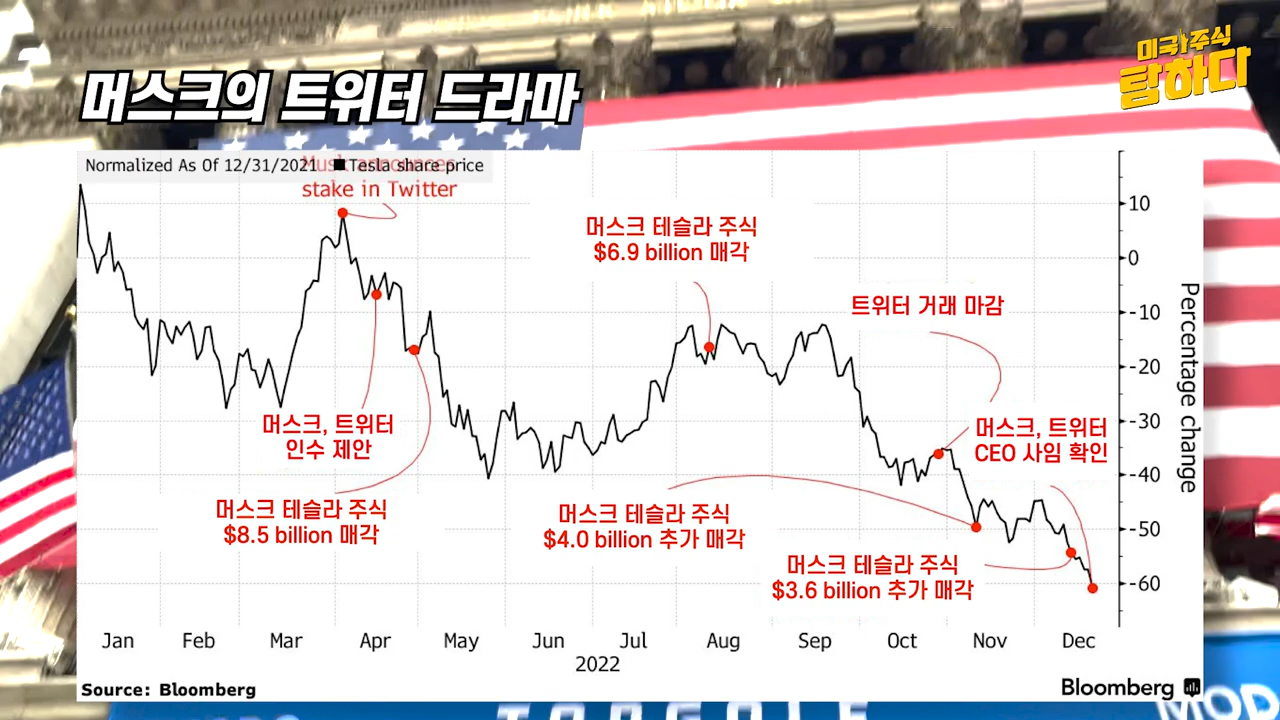 미국주식
탐하다
머스크의 트위터 드라마
Normalized As Of 12/31/2021 Tesla share price
Musk announces
stake in Twitter
10
0
-10
-20
-30
-40
-50
-60
Percentage change
머스크 테슬라 주식
$6.9 billion 매각
트위터 거래 마감
머스크, 트위터
인수 제안
머스크, 트위터
CEO 사임 확인
머스크 테슬라 주식
$8.5 billion 매각
머스크 테슬라 주식
$4.0 billion 추가 매각
머스크 테슬라 주식
$3.6 billion 추가 매각
Jan Feb Mar Apr May Jun Jul Aug Sep Oct Nov Dec
2022
Source: Bloomberg
Bloomberg